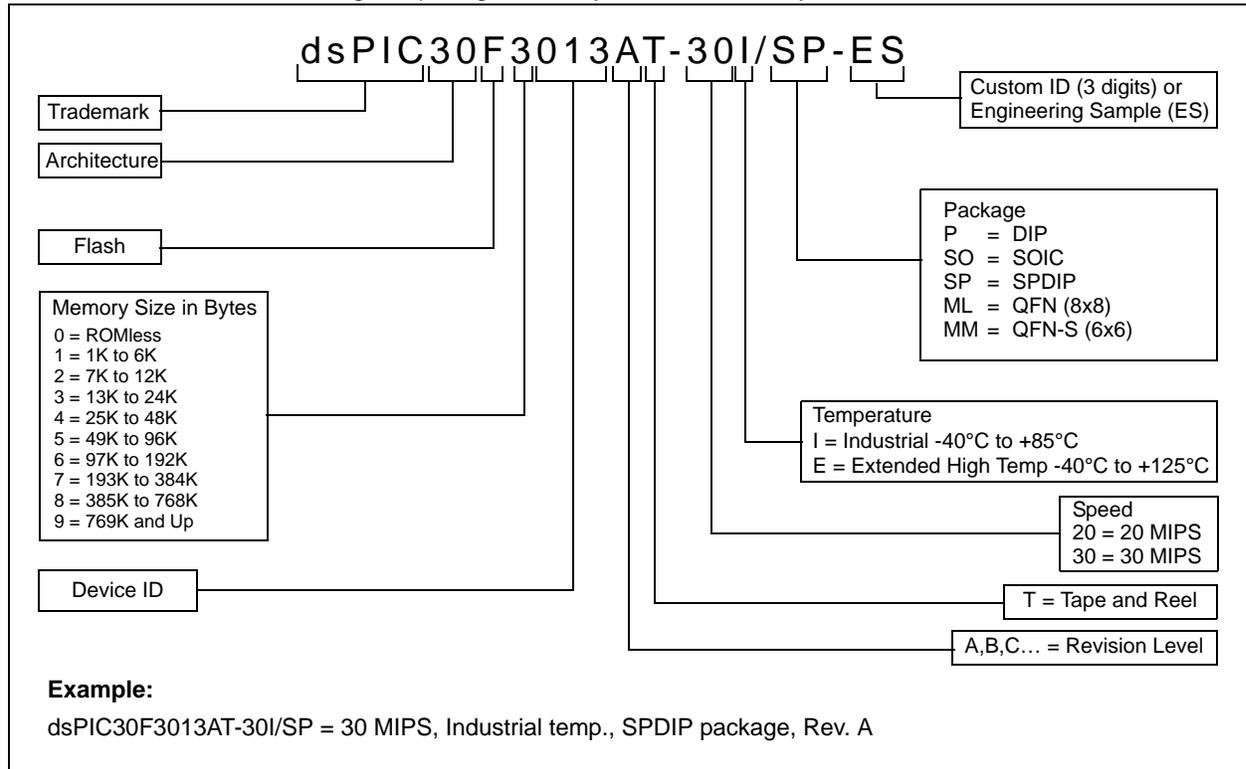 dsPIC30F3013AT-30I/SP-ES
Trademark
Architecture
Flash
Memory Size in Bytes
0 = ROMless
1 = 1K to 6K
2 = 7K to 12K
3 = 13K to 24K
4 = 25K to 48K
5 = 49K to 96K
6 = 97K to 192K
7 = 193K to 384K
8 = 385K to 768K
9 = 769K and Up
Device ID
Custom ID (3 digits) or
Engineering Sample (ES)
Package
P = DIP
SO = SOIC
SP = SPDIP
ML = QFN (8x8)
MM = QFN-S (6x6)
Temperature
I = Industrial -40°C to +85°C
E = Extended High Temp -40°C to +125°C
Speed
20 = 20 MIPS
30 = 30 MIPS
T = Tape and Reel
A,B,C… = Revision Level
Example:
dsPIC30F3013AT-30I/SP = 30 MIPS, Industrial temp., SPDIP package, Rev. A